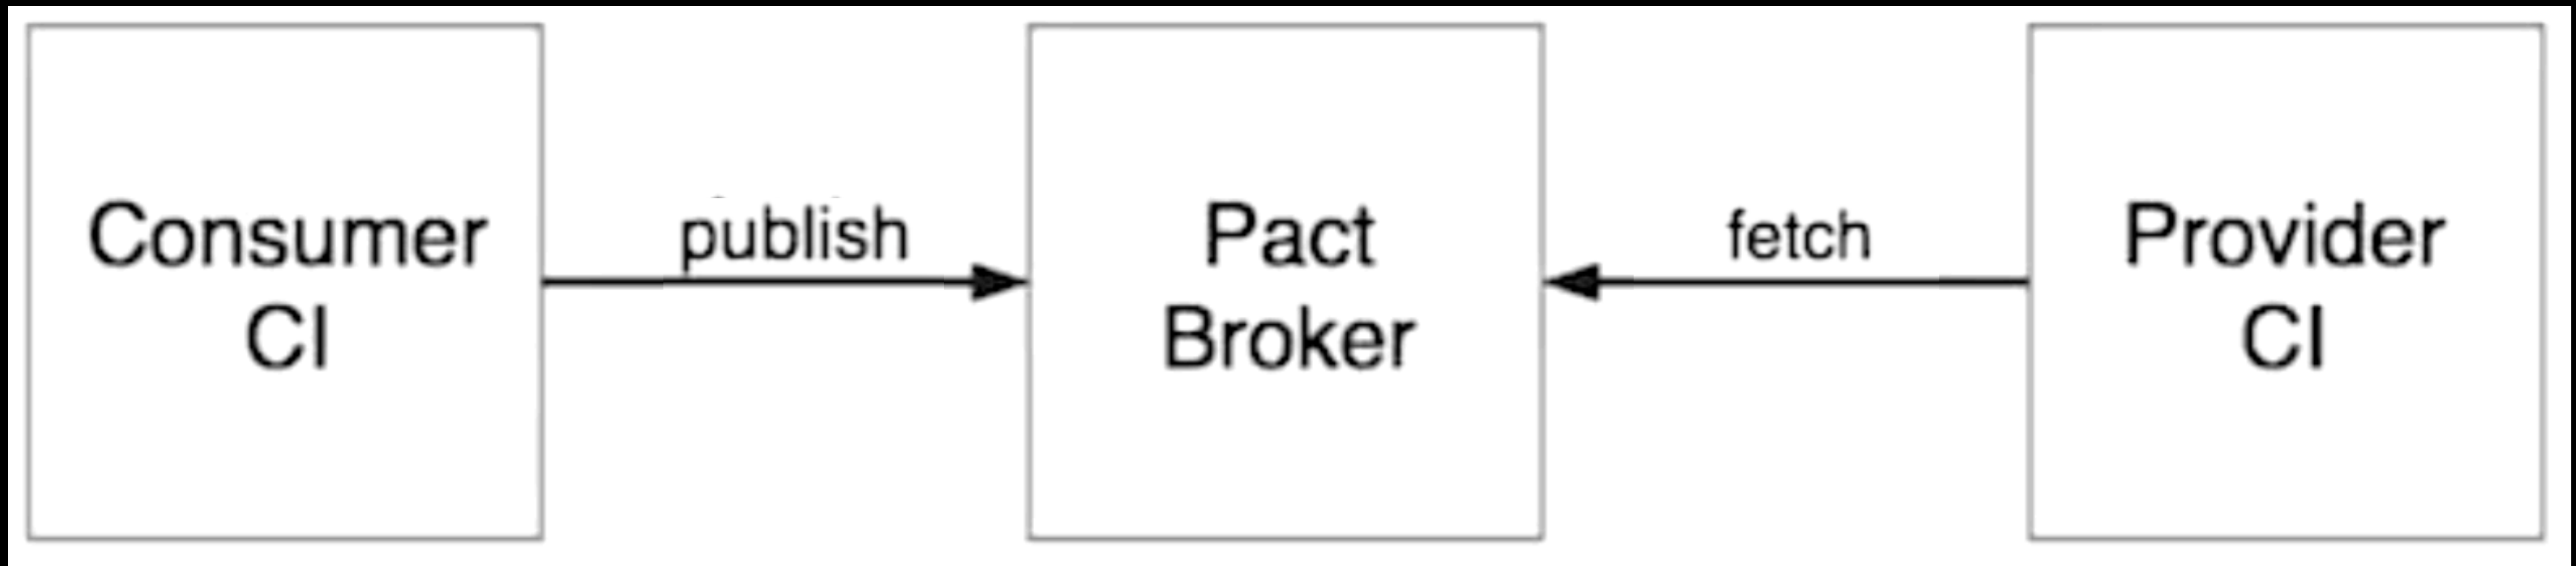 Consumer
CI
publish
Pact
Broker
fetch
Provider
CI